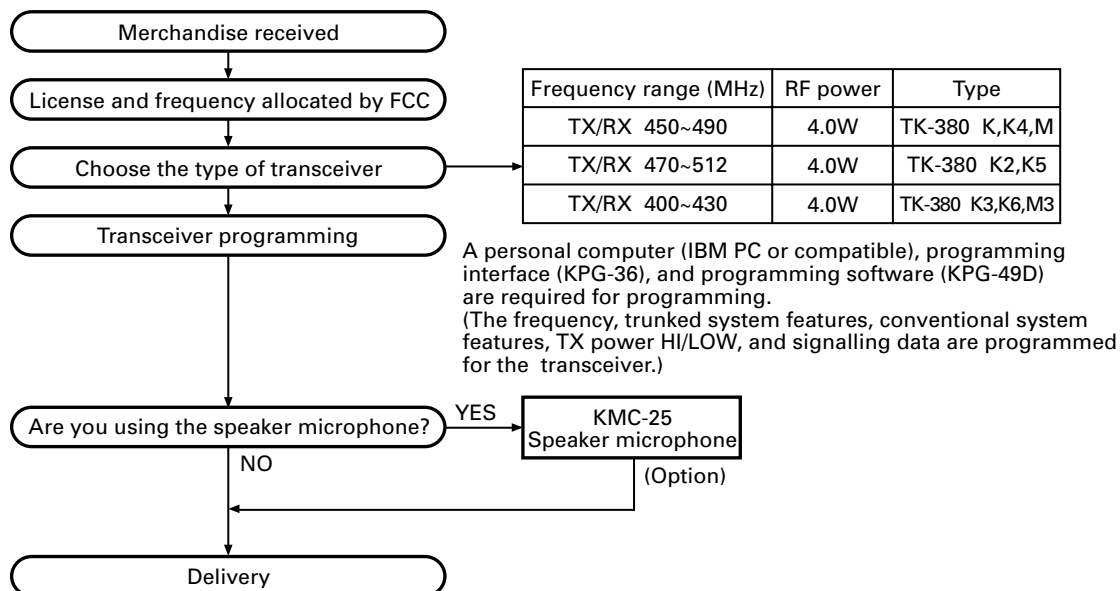 Merchandise received
License and frequency allocated by FCC
Choose the type of transceiver
Frequency range (MHz) RF power Type
TX/RX 450~490 4.0W TK-380 K,K4,M
TX/RX 470~512 4.0W TK-380 K2,K5
TX/RX 400~430 4.0W TK-380 K3,K6,M3
Transceiver programming
A personal computer (IBM PC or compatible), programming
interface (KPG-36), and programming software (KPG-49D)
are required for programming.
(The frequency, trunked system features, conventional system
features, TX power HI/LOW, and signalling data are programmed
for the transceiver.)
Are you using the speaker microphone?
YES
KMC-25
Speaker microphone
(Option)
NO
Delivery